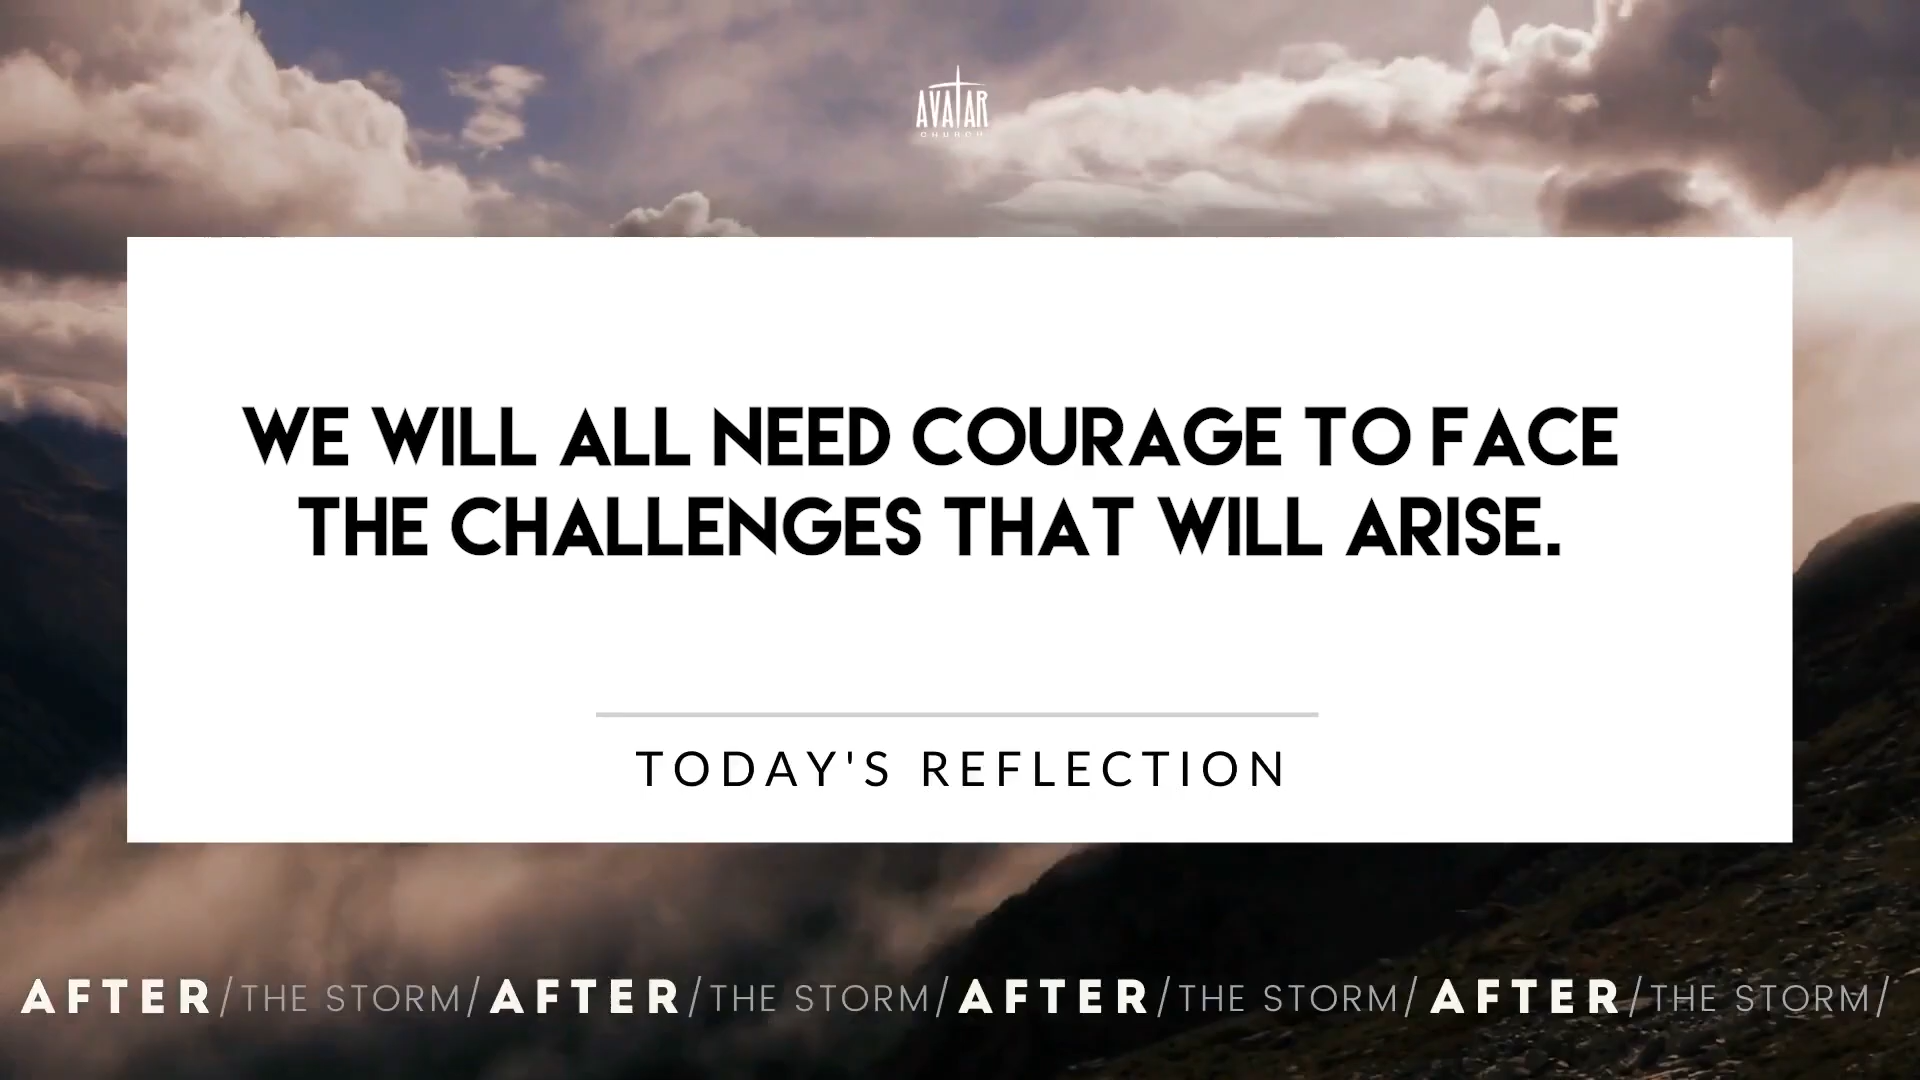 AVATAR
CHURCH
WE WILL ALL NEED COURAGE TO FACE
THE CHALLENGES THAT WILL ARISE.
TODAY'S REFLECTION
AFTER/THE STORM/AFTER/THE STORM/AFTER/THE STORM/AFTER/THE STORM/